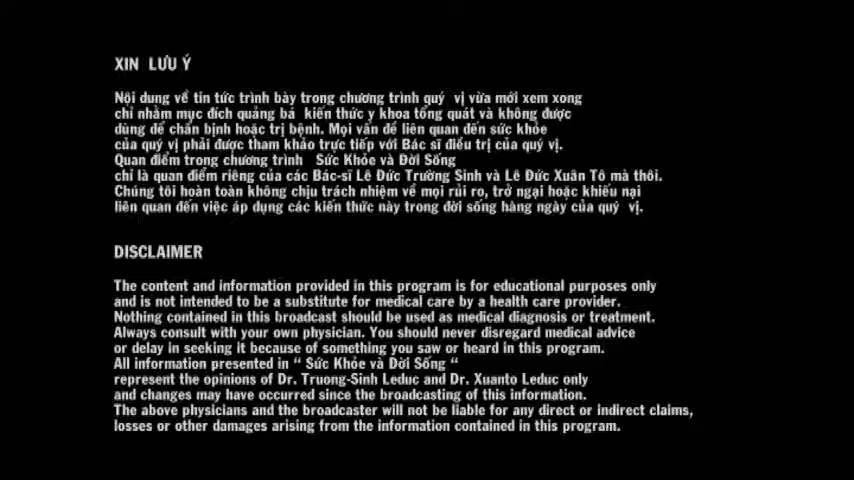 XIN LƯU Ý
Nội dung về tin tức trình bày trong chương trình quý vị vừa mới xem xong
chỉ nhằm mục đích quảng bá kiến thức y khoa tổng quát và không được
dùng để chẩn bịnh hoặc trị bệnh. Mọi vấn đề liên quan đến sức khỏe
của quý vị phải được tham khảo trực tiếp với Bác sĩ điều trị của quý vị.
Quan điểm trong chương trình Sức Khỏe và Đời Sống
chỉ là quan điểm riêng của các Bác-sĩ Lê Đức Trường Sinh và Lê Đức Xuân Tô mà thôi.
Chúng tôi hoàn toàn không chịu trách nhiệm về mọi rủi ro, trở ngại hoặc khiếu nại
liên quan đến việc áp dụng các kiến thức này trong đời sống hàng ngày của quý vị.
DISCLAIMER
The content and information provided in this program is for educational purposes only
and is not intended to be a substitute for medical care by a health care provider.
Nothing contained in this broadcast should be used as medical diagnosis or treatment.
Always consult with your own physician. You should never disregard medical advice
or delay in seeking it because of something you saw or heard in this program.
All information presented in “ Sức Khỏe và Đời Sống “
represent the opinions of Dr. Truong-Sinh Leduc and Dr. Xuanto Leduc only
and changes may have occurred since the broadcasting of this information.
The above physicians and the broadcaster will not be liable for any direct or indirect claims,
losses or other damages arising from the information contained in this program.